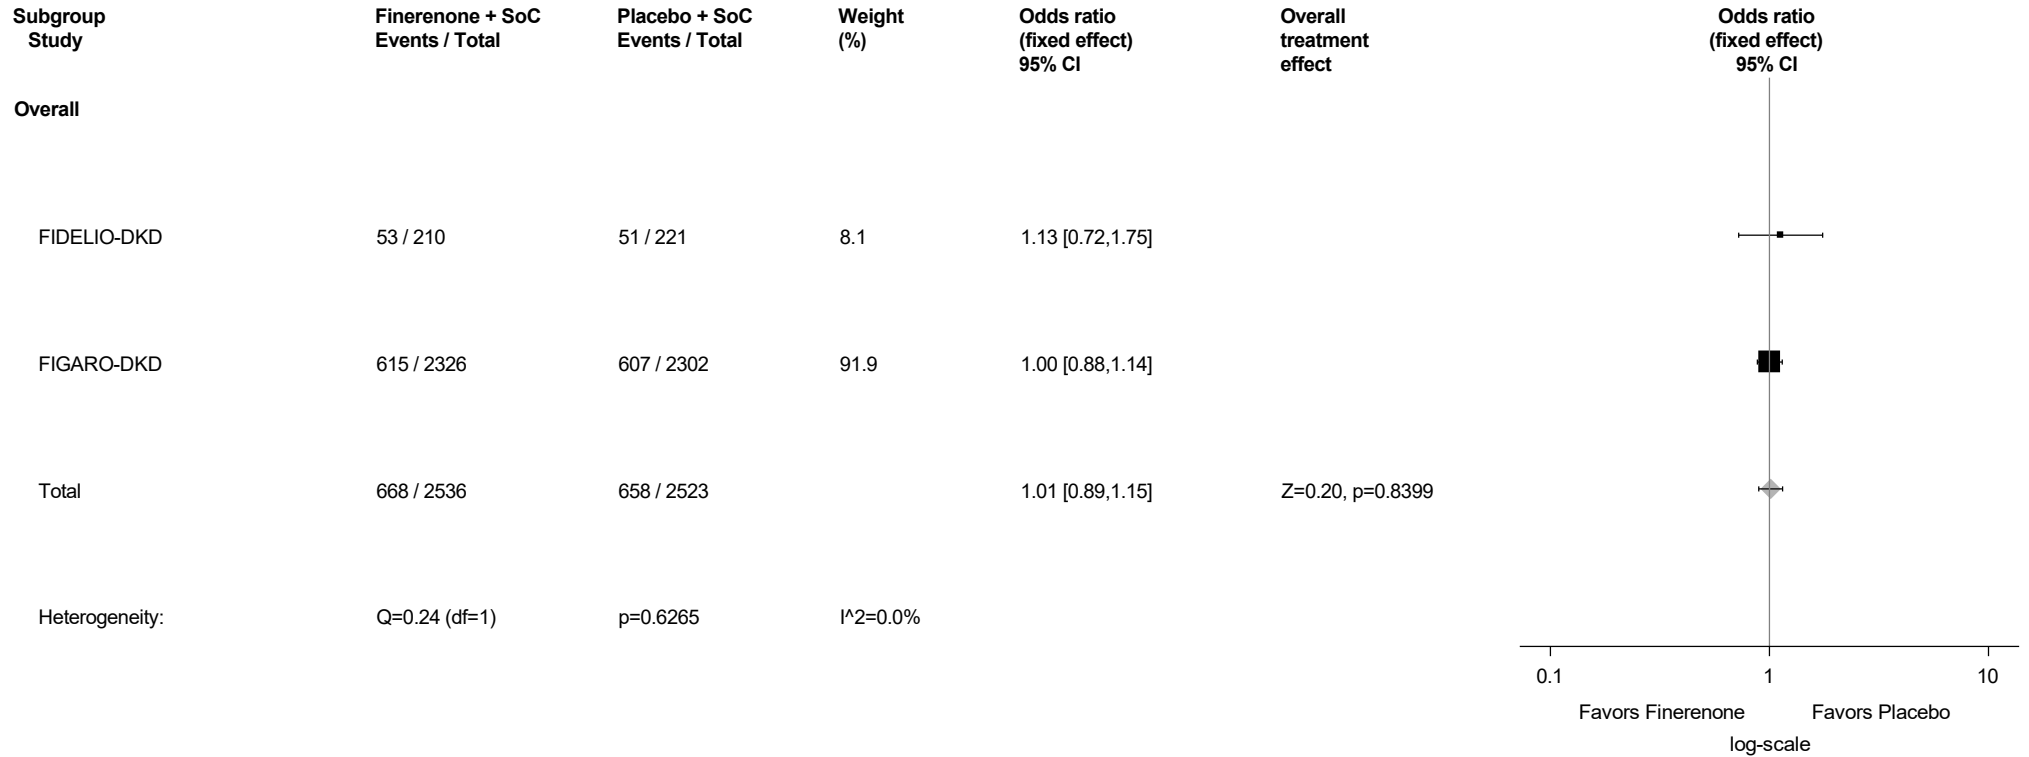 Subgroup Finerenone + SoC Placebo + SoC Weight Odds ratio Overall Odds ratio
Study Events / Total Events / Total (%) (fixed effect) treatment (fixed effect)
95% CI effect 95% CI
Overall
FIDELIO-DKD 53 / 210 51 / 221 8.1 1.13 [0.72,1.75]
FIGARO-DKD 615 / 2326 607 / 2302 91.9 1.00 [0.88,1.14]
Total 668 / 2536 658 / 2523 1.01 [0.89,1.15] Z=0.20, p=0.8399
Heterogeneity: Q=0.24 (df=1) p=0.6265 I^2=0.0%
0.1 1 10
Favors Finerenone Favors Placebo
log-scale